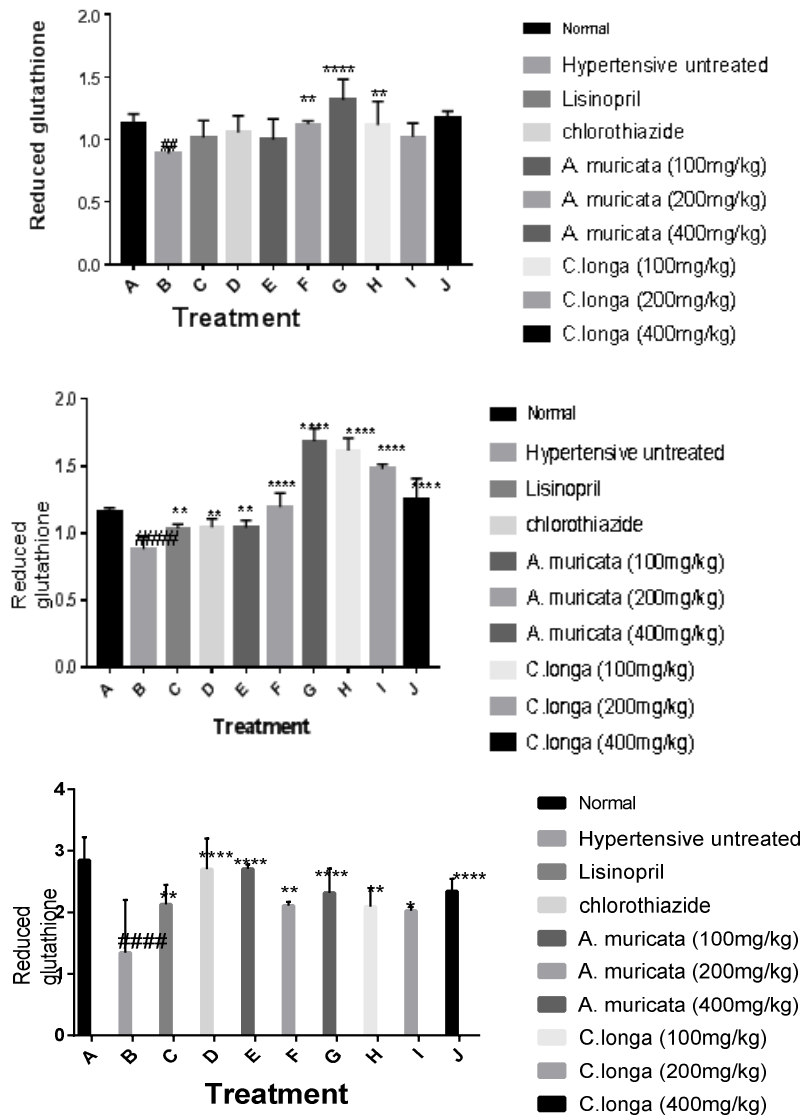 2.0
1.5
1.0
0.5
0.0
Reduced glutathione
##
**
****
**
A B C D E F G H I J
Treatment
Normal
Hypertensive untreated
Lisinopril
chlorothiazide
A. muricata (100mg/kg)
A. muricata (200mg/kg)
A. muricata (400mg/kg)
C.longa (100mg/kg)
C.longa (200mg/kg)
C.longa (400mg/kg)
2.0
1.5
1.0
0.5
0.0
Reduced
glutathione
#####
**
**
**
****
****
****
****
****
A B C D E F G H I J
Treatment
Normal
Hypertensive untreated
Lisinopril
chlorothiazide
A. muricata (100mg/kg)
A. muricata (200mg/kg)
A. muricata (400mg/kg)
C.longa (100mg/kg)
C.longa (200mg/kg)
C.longa (400mg/kg)
4
3
2
1
0
Reduced
glutathione
####
**
****
****
**
****
**
*
****
A B C D E F G H I J
Treatment
Normal
Hypertensive untreated
Lisinopril
chlorothiazide
A. muricata (100mg/kg)
A. muricata (200mg/kg)
A. muricata (400mg/kg)
C.longa (100mg/kg)
C.longa (200mg/kg)
C.longa (400mg/kg)